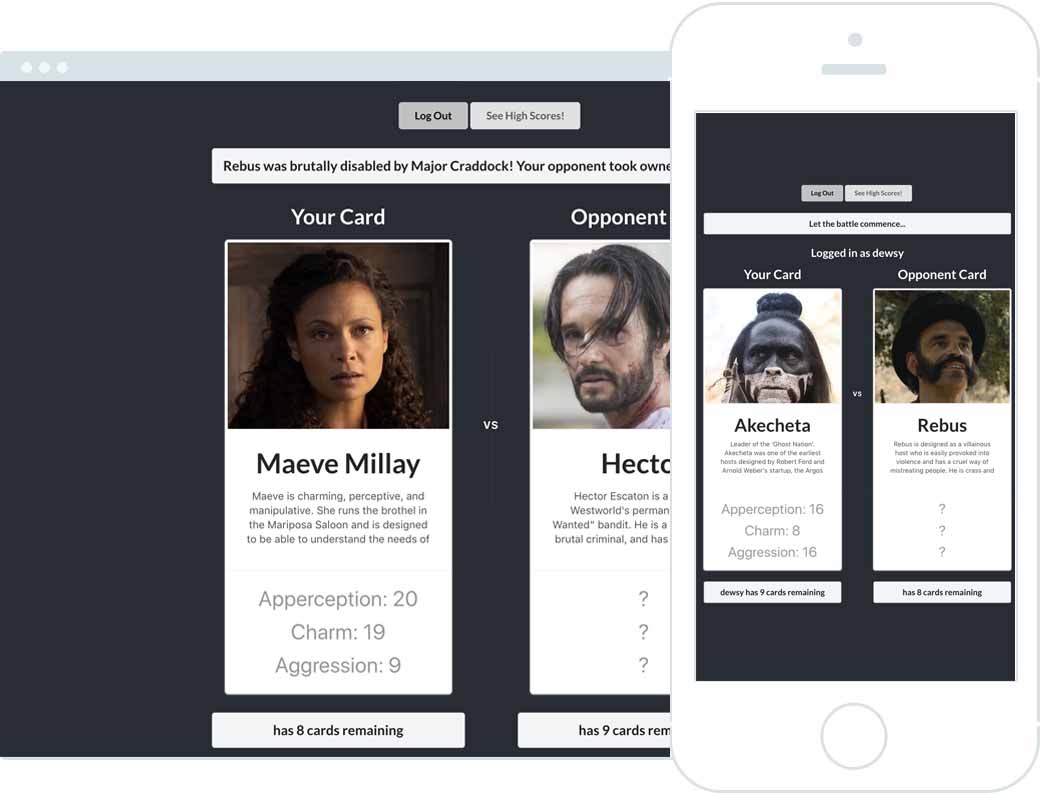 Log Out
See High Scores!
Rebus was brutally disabled by Major Craddock! Your opponent took owne
Your Card
Opponent
Maeve Millay
Maeve is charming, perceptive, and
manipulative. She runs the brothel in
the Mariposa Saloon and is designed
to be able to understand the needs of
Apperception: 20
Charm: 19
Aggression: 9
has 8 cards remaining
vs
Hecto
Hector Escaton is a
Westworld's perman
Wanted" bandit. He is a
brutal criminal, and has
?
?
?
has 9 cards rem
Log Out
See High Scores!
Let the battle commence...
Logged in as dewsy
Your Card
Opponent Card
Akecheta
Leader of the 'Ghost Nation'.
Akecheta was one of the earliest
hosts designed by Robert Ford and
Arnold Weber's startup, the Argos
Apperception: 16
Charm: 8
Aggression: 16
dewsy has 9 cards remaining
vs
Rebus
Rebus is designed as a villainous
host who is easily provoked into
violence and has a cruel way of
mistreating people. He is crass and
?
?
?
has 8 cards remaining